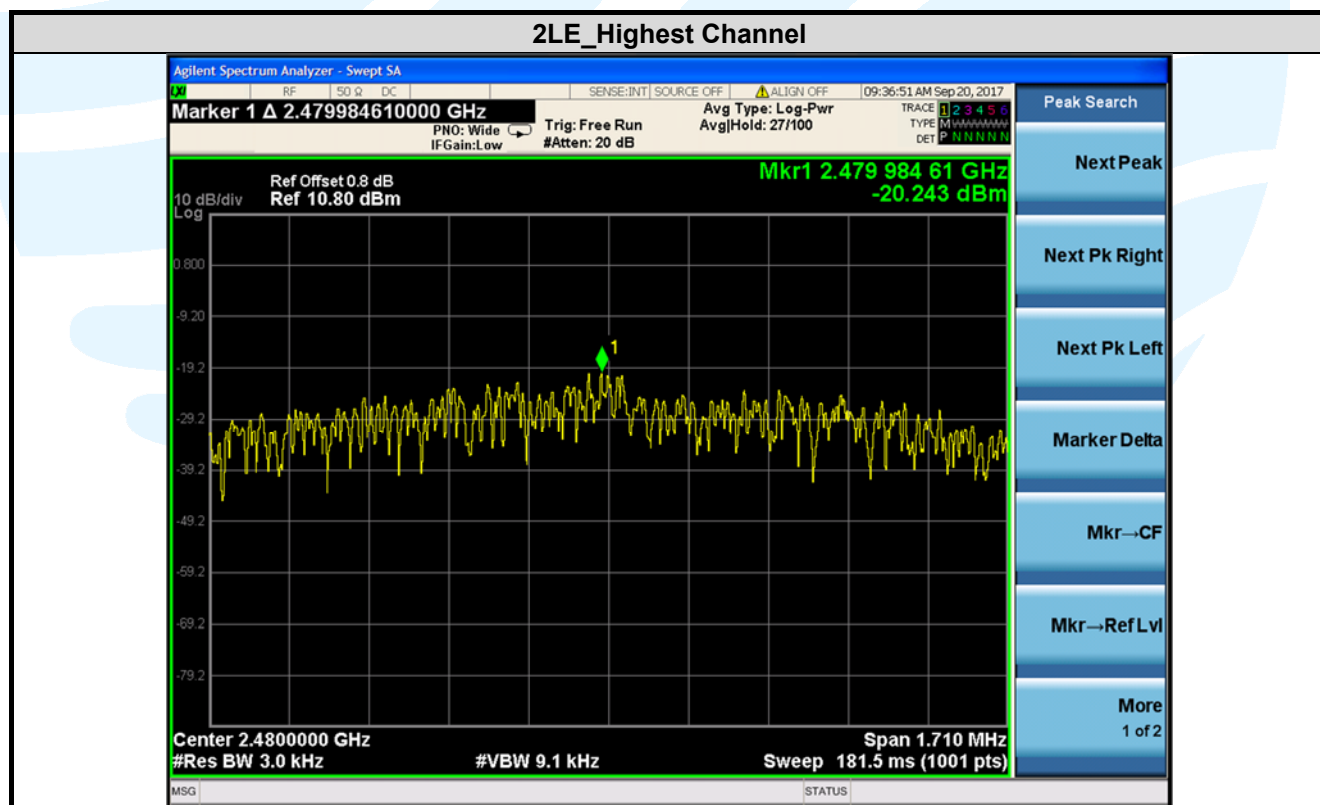 2LE_Highest Channel
Agilent Spectrum Analyzer - Swept SA
LXI RF 50 Ω DC SENSE:INT SOURCE OFF ALIGN OFF 09:36:51 AM Sep 20, 2017
Marker 1 Δ 2.479984610000 GHz
PNO: Wide
IFGain:Low
Trig: Free Run
#Atten: 20 dB
Avg Type: Log-Pwr
Avg|Hold: 27/100
TRACE 1 2 3 4 5 6
TYPE M WWWWW
DET P N N N N N
Peak Search
Mkr1 2.479 984 61 GHz
-20.243 dBm
Ref Offset 0.8 dB
Ref 10.80 dBm
10 dB/div
Log
0.800
-9.20
-19.2
-29.2
-39.2
-49.2
-59.2
-69.2
-79.2
1
Center 2.4800000 GHz
Span 1.710 MHz
#Res BW 3.0 kHz
#VBW 9.1 kHz
Sweep 181.5 ms (1001 pts)
Next Peak
Next Pk Right
Next Pk Left
Marker Delta
Mkr→CF
Mkr→Ref Lvl
More
1 of 2
MSG
STATUS